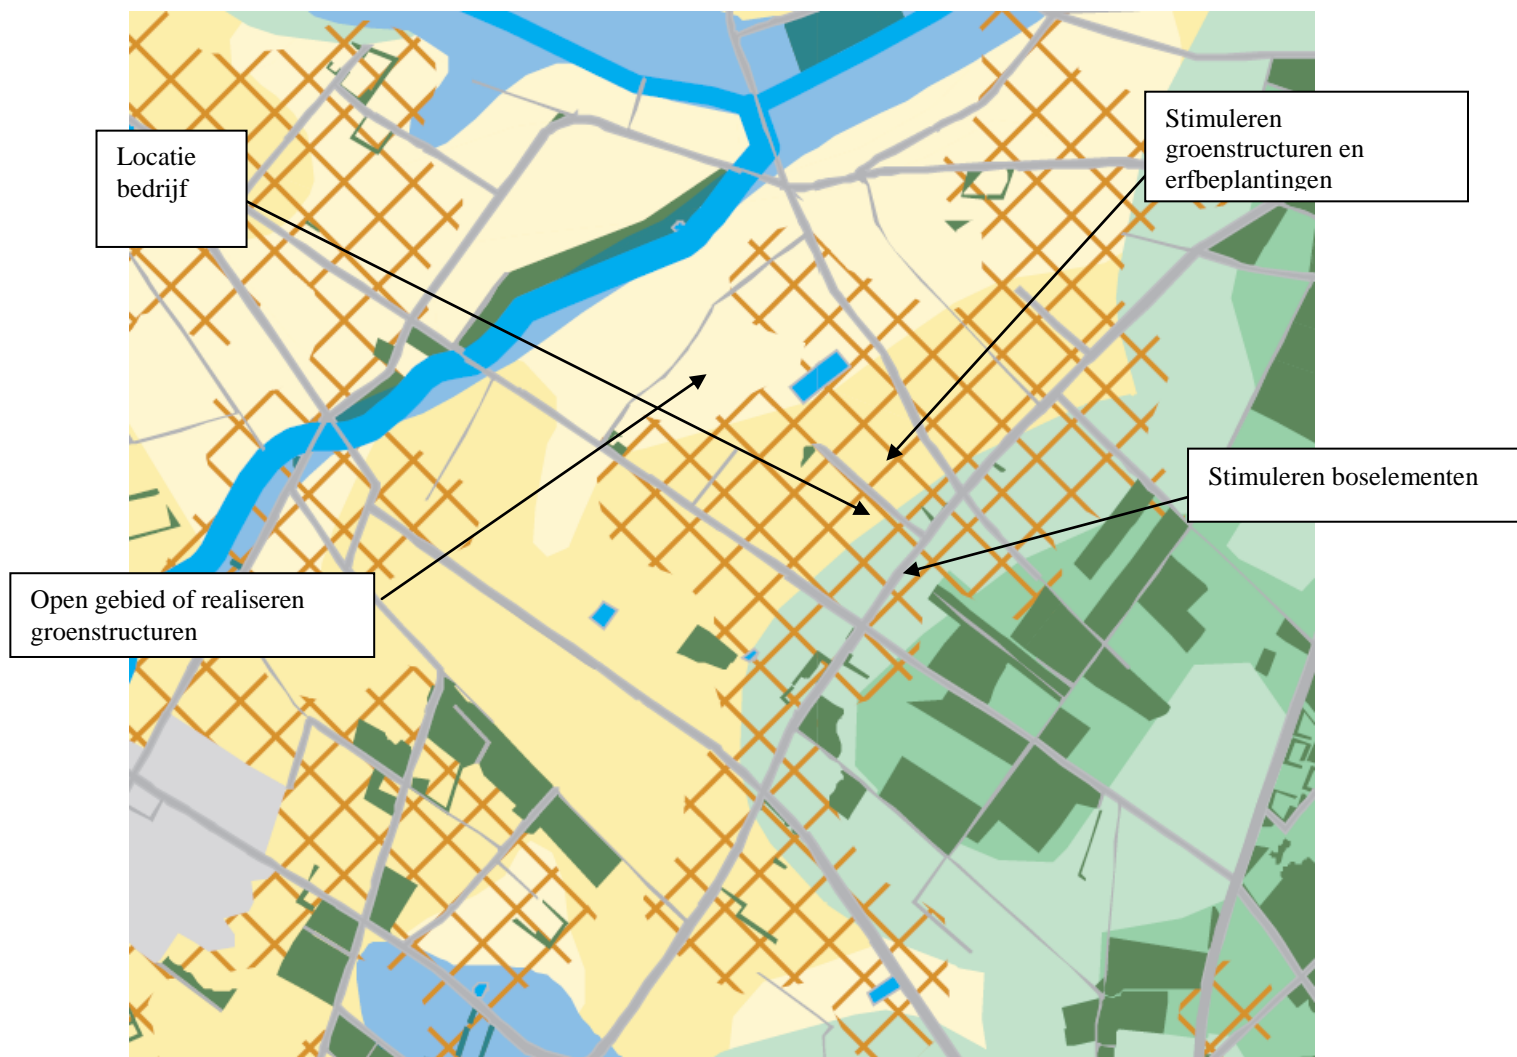 Locatie
bedrijf
Stimuleren
groenstructuren en
erfbeplantingen
Stimuleren boselementen
Open gebied of realiseren
groenstructuren